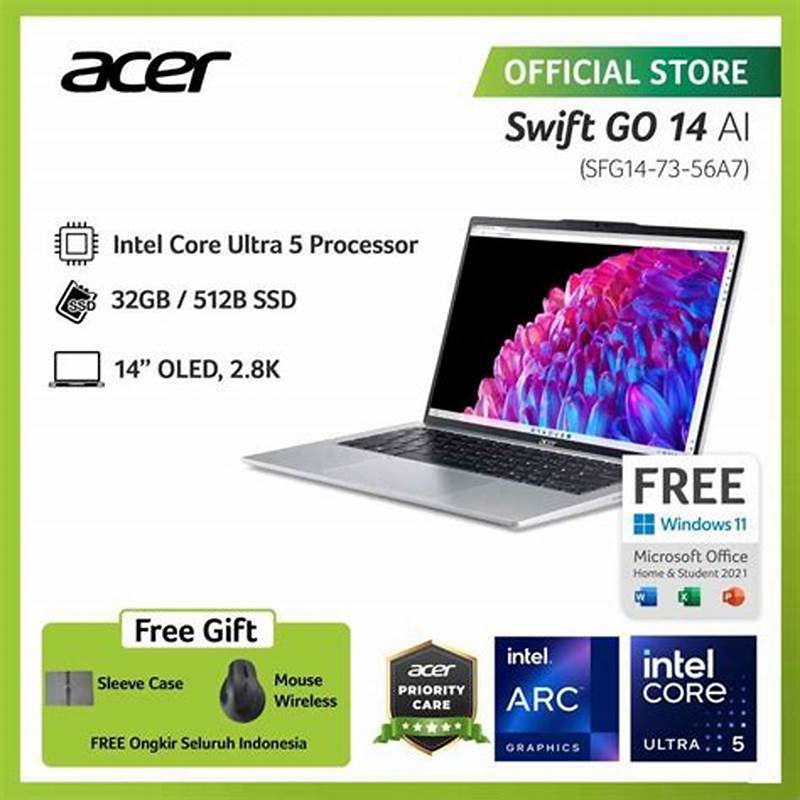 acer
OFFICIAL STORE
Swift GO 14 AI
(SFG14-73-56A7)
Intel Core Ultra 5 Processor
SSD
32GB / 512B SSD
14” OLED, 2.8K
acer
FREE
Windows 11
Microsoft Office
Home & Student 2021
W X P
Free Gift
Sleeve Case
Mouse
Wireless
FREE Ongkir Seluruh Indonesia
acer
PRIORITY
CARE
intel.
ARC
GRAPHICS
intel
CORE
ULTRA 5